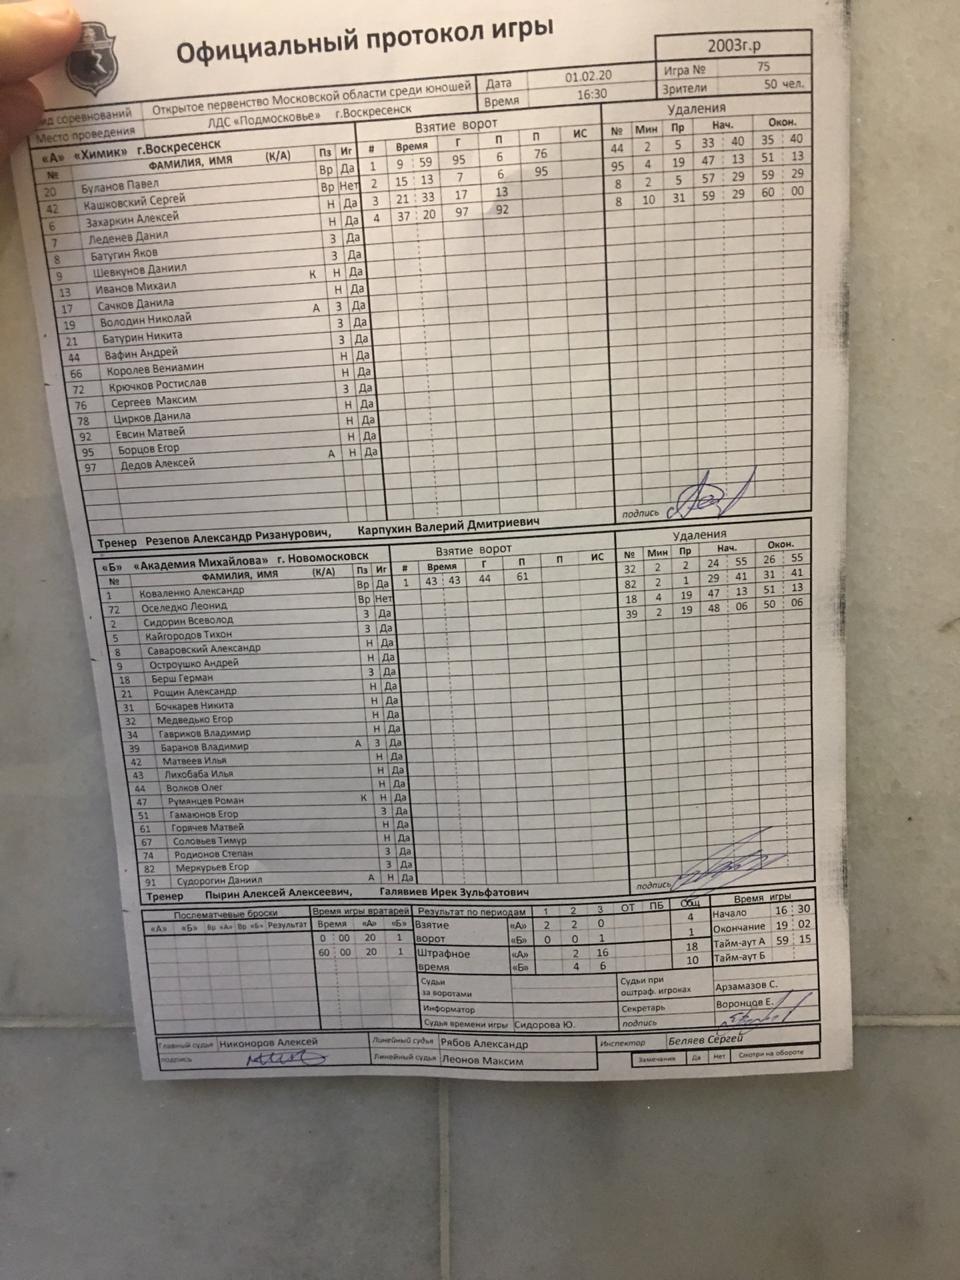 Официальный протокол игры
2003г.р
соревнований Открытое первенство Московской области среди юношей Дата 01.02.20 Игра № 75
Место проведения ЛДС «Подмосковье» г.Воскресенск Время 16:30 Зрители 50 чел.
«А» «Химик» г.Воскресенск Взятие ворот Удаления
№ ФАМИЛИЯ, ИМЯ (К/А) Пз Иг # Время Г П П ИС № Мин Пр Нач. Окон.
20 Буланов Павел Вр Да 1 9 : 59 95 6 76 44 2 5 33 : 40 35 : 40
42 Кашковский Сергей Вр Нет 2 15 : 13 7 6 95 95 4 19 47 : 13 51 : 13
6 Захаркин Алексей Н Да 3 21 : 33 17 13 8 2 5 57 : 29 59 : 29
7 Леденев Данил Н Да 4 37 : 20 97 92 8 10 31 59 : 29 60 : 00
8 Батугин Яков З Да
9 Шевкунов Даниил З Да
13 Иванов Михаил К Н Да
17 Сачков Данила Н Да
19 Володин Николай А З Да
21 Батурин Никита З Да
44 Вафин Андрей З Да
66 Королев Вениамин Н Да
72 Крючков Ростислав Н Да
76 Сергеев Максим З Да
78 Цирков Данила Н Да
92 Евсин Матвей Н Да
95 Борцов Егор Н Да
97 Дедов Алексей А Н Да
подпись
Тренер Резепов Александр Ризанурович, Карпухин Валерий Дмитриевич
«Б» «Академия Михайлова» г. Новомосковск Взятие ворот Удаления
№ ФАМИЛИЯ, ИМЯ (К/А) Пз Иг # Время Г П П ИС № Мин Пр Нач. Окон.
1 Коваленко Александр Вр Да 1 43 : 43 44 61 32 2 2 24 : 55 26 : 55
72 Оселедко Леонид Вр Нет 82 2 1 29 : 41 31 : 41
2 Сидорин Всеволод З Да 18 4 19 47 : 13 51 : 13
5 Кайгородов Тихон З Да 39 2 19 48 : 06 50 : 06
8 Саваровский Александр Н Да
9 Остроушко Андрей Н Да
18 Берш Герман З Да
21 Рощин Александр Н Да
31 Бочкарев Никита Н Да
32 Медведько Егор Н Да
34 Гавриков Владимир Н Да
39 Баранов Владимир А З Да
42 Матвеев Илья Н Да
43 Лихобаба Илья Н Да
44 Волков Олег Н Да
47 Румянцев Роман К Н Да
51 Гамаюнов Егор З Да
61 Горячев Матвей Н Да
67 Соловьев Тимур Н Да
74 Родионов Степан З Да
82 Меркурьев Егор З Да
91 Судорогин Даниил А Н Да
подпись
Тренер Пырин Алексей Алексеевич, Галявиев Ирек Зульфатович
Послематчевые броски Время игры вратарей Результат по периодам 1 2 3 ОТ ПБ Общ Время игры
«А» «Б» Вр «А» Вр «Б» Результат Время «А» «Б» Взятие ворот «А» 2 2 0 4 Начало 16 : 30
0 : 00 20 1 «Б» 0 0 1 1 Окончание 19 : 02
60 : 00 20 1 Штрафное время «А» 2 16 18 Тайм-аут А 59 : 15
«Б» 4 6 10 Тайм-аут Б
Судьи за воротами Судьи при оштраф. игроках Арзамазов С.
Информатор Секретарь Воронцов Е.
Судья времени игры Сидорова Ю. подпись
Главный судья Никоноров Алексей Линейный судья Рябов Александр Инспектор Беляев Сергей
подпись Линейный судья Леонов Максим Замечания Да Нет Смотри на обороте